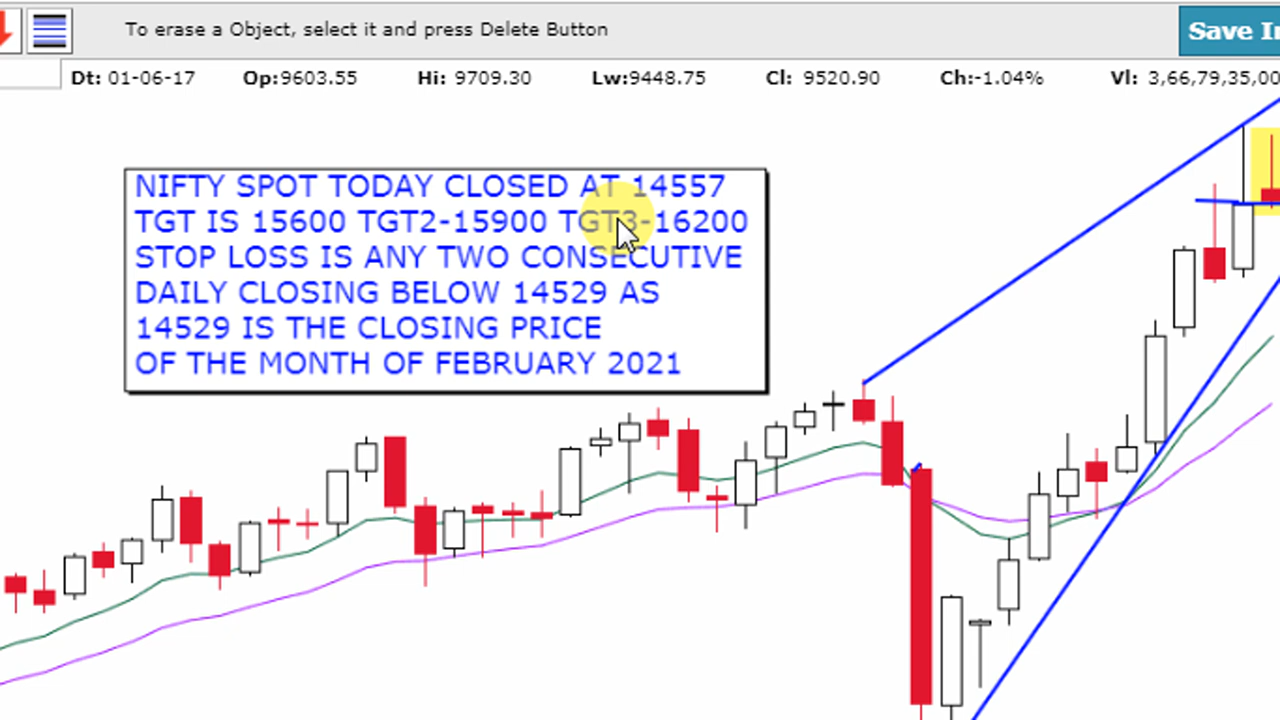 To erase a Object, select it and press Delete Button
Save
Dt: 01-06-17 Op:9603.55 Hi: 9709.30 Lw:9448.75 Cl: 9520.90 Ch:-1.04% Vl: 3,66,79,35,00
NIFTY SPOT TODAY CLOSED AT 14557
TGT IS 15600 TGT2-15900 TGT3-16200
STOP LOSS IS ANY TWO CONSECUTIVE
DAILY CLOSING BELOW 14529 AS
14529 IS THE CLOSING PRICE
OF THE MONTH OF FEBRUARY 2021